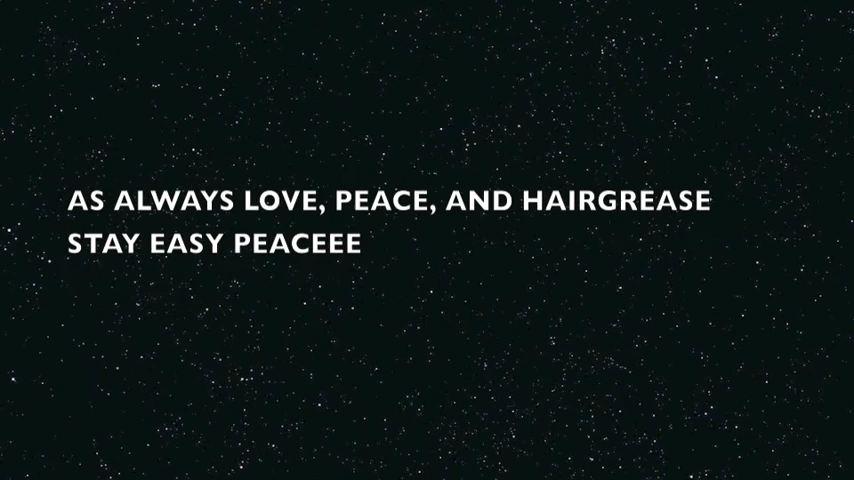 AS ALWAYS LOVE, PEACE, AND HAIRGREASE
STAY EASY PEACEEE